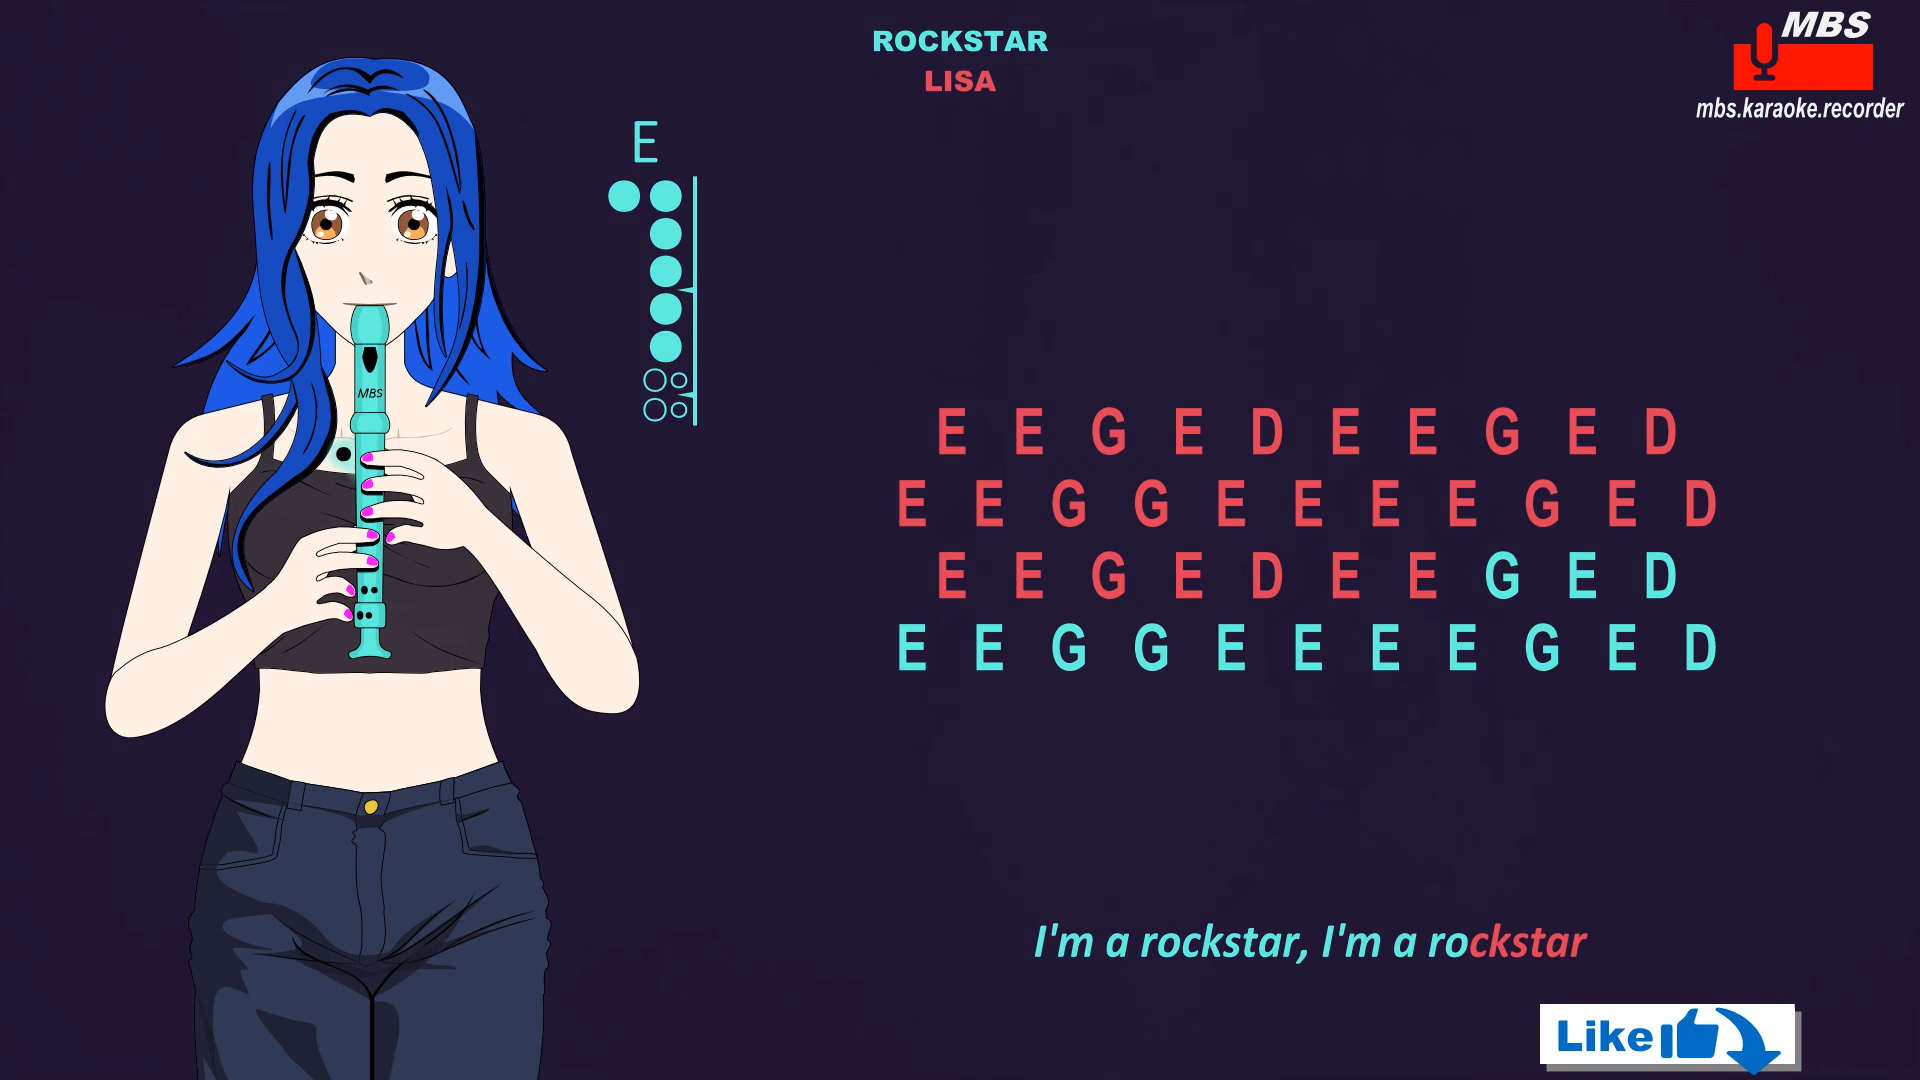 ROCKSTAR
LISA
MBS
mbs.karaoke.recorder
E
MBS
E E G E D E E G E D
E E G G E E E E G E D
E E G E D E E G E D
E E G G E E E E G E D
I'm a rockstar, I'm a rockstar
Like